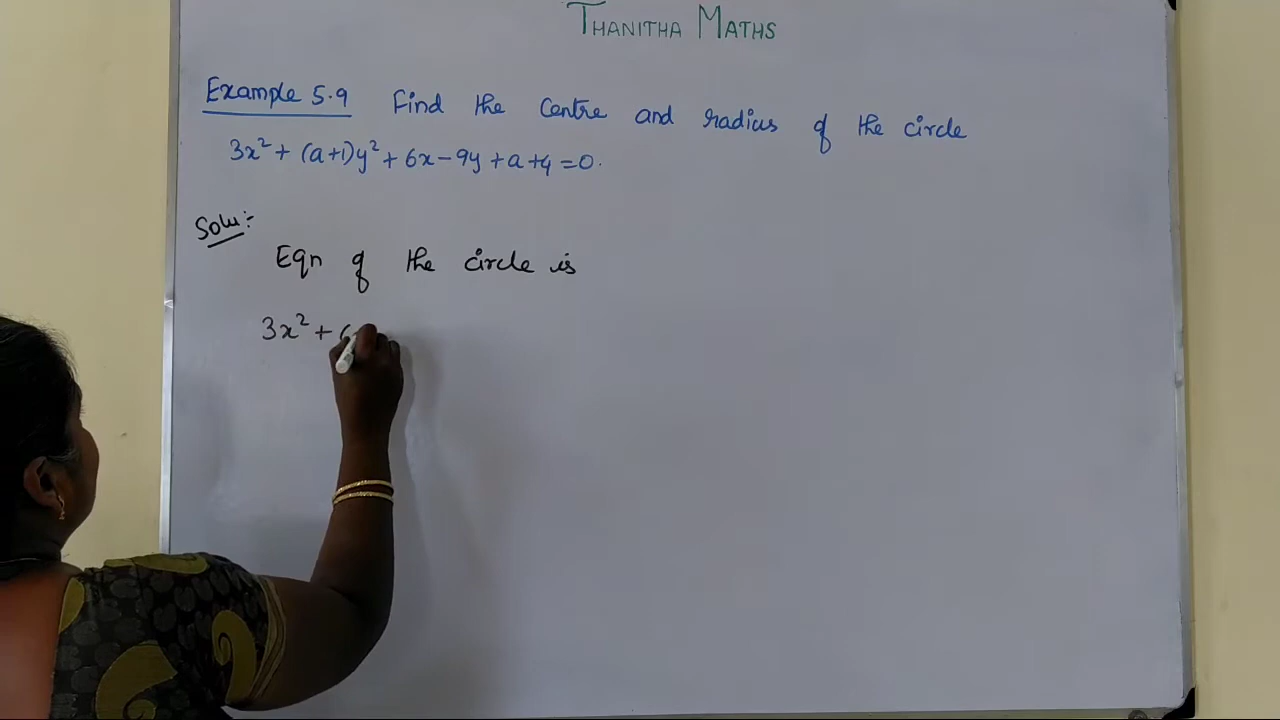 THANITHA MATHS
Example 5.9 Find the Centre and radius of the circle
3x² + (a+1)y² + 6x - 9y + a + 4 = 0.
Solu:-
Eqn of the circle is
3x² + (